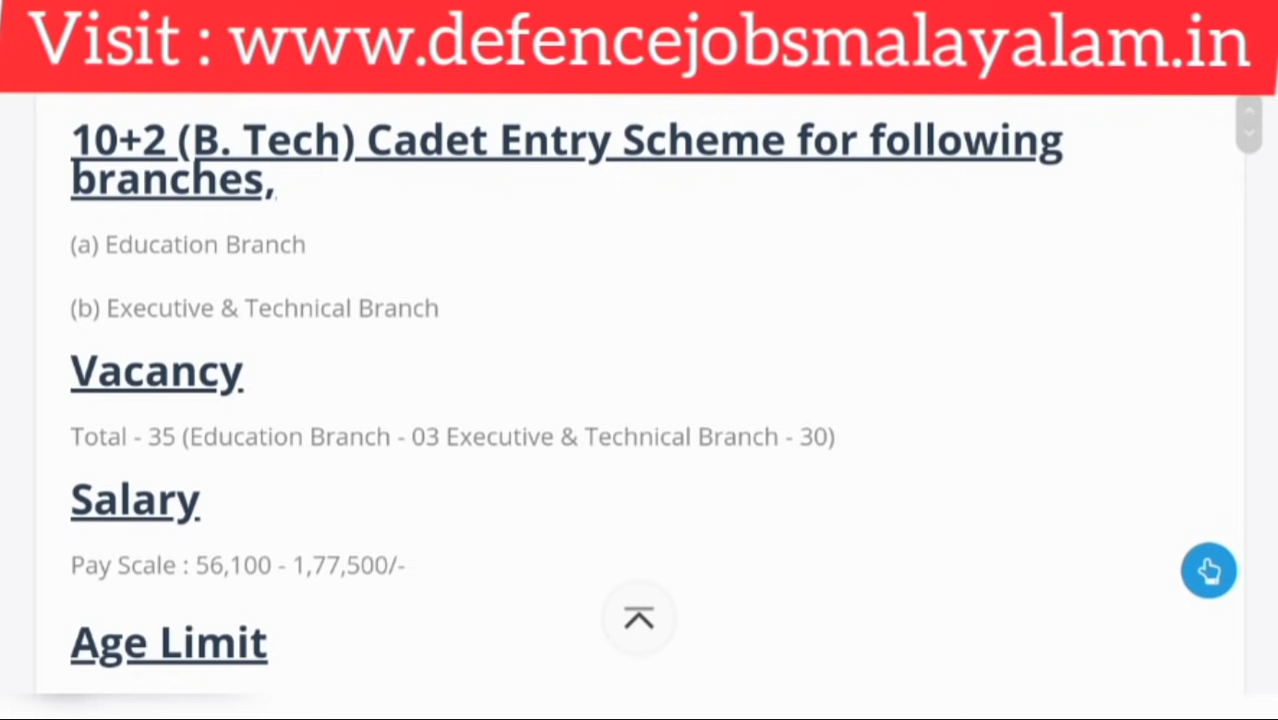 Visit : www.defencejobsmalayalam.in
10+2 (B. Tech) Cadet Entry Scheme for following
branches,
(a) Education Branch
(b) Executive & Technical Branch
Vacancy
Total - 35 (Education Branch - 03 Executive & Technical Branch - 30)
Salary
Pay Scale : 56,100 - 1,77,500/-
Age Limit